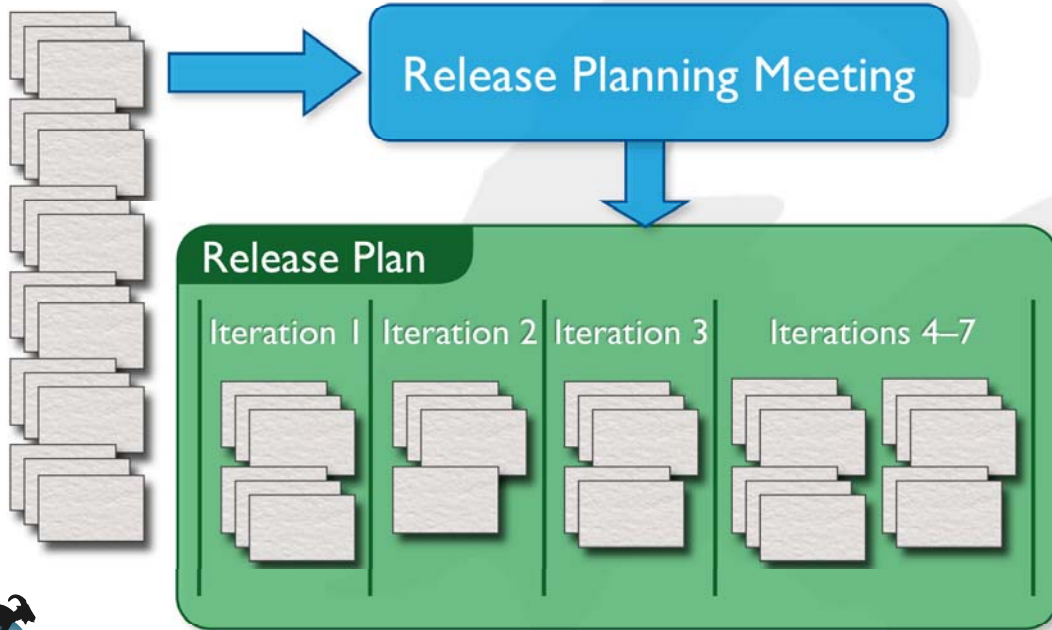 Release Planning Meeting
Release Plan
Iteration 1
Iteration 2
Iteration 3
Iterations 4–7